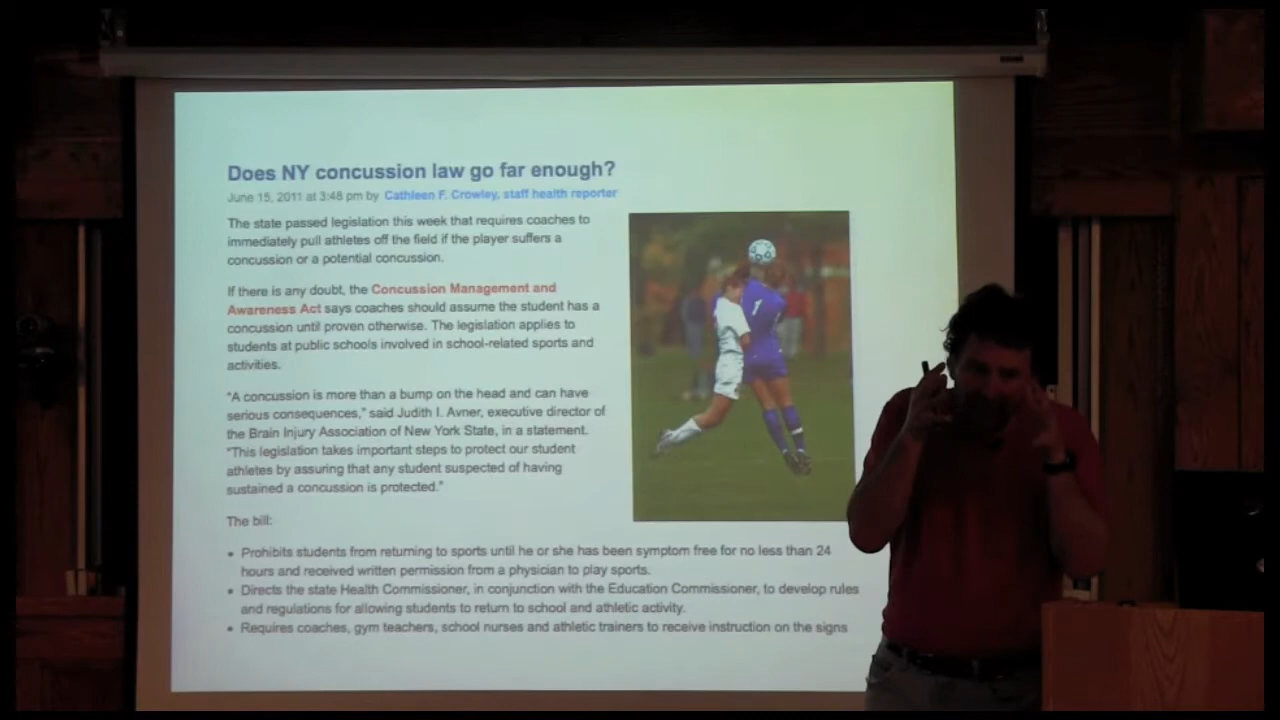 Does NY concussion law go far enough?
June 15, 2011 at 3:48 pm by Cathleen F. Crowley, staff health reporter
The state passed legislation this week that requires coaches to
immediately pull athletes off the field if the player suffers a
concussion or a potential concussion.
If there is any doubt, the Concussion Management and
Awareness Act says coaches should assume the student has a
concussion until proven otherwise. The legislation applies to
students at public schools involved in school-related sports and
activities.
"A concussion is more than a bump on the head and can have
serious consequences," said Judith I. Avner, executive director of
the Brain Injury Association of New York State, in a statement.
"This legislation takes important steps to protect our student
athletes by assuring that any student suspected of having
sustained a concussion is protected."
The bill:
• Prohibits students from returning to sports until he or she has been symptom free for no less than 24
hours and received written permission from a physician to play sports.
• Directs the state Health Commissioner, in conjunction with the Education Commissioner, to develop rules
and regulations for allowing students to return to school and athletic activity.
• Requires coaches, gym teachers, school nurses and athletic trainers to receive instruction on the signs
1